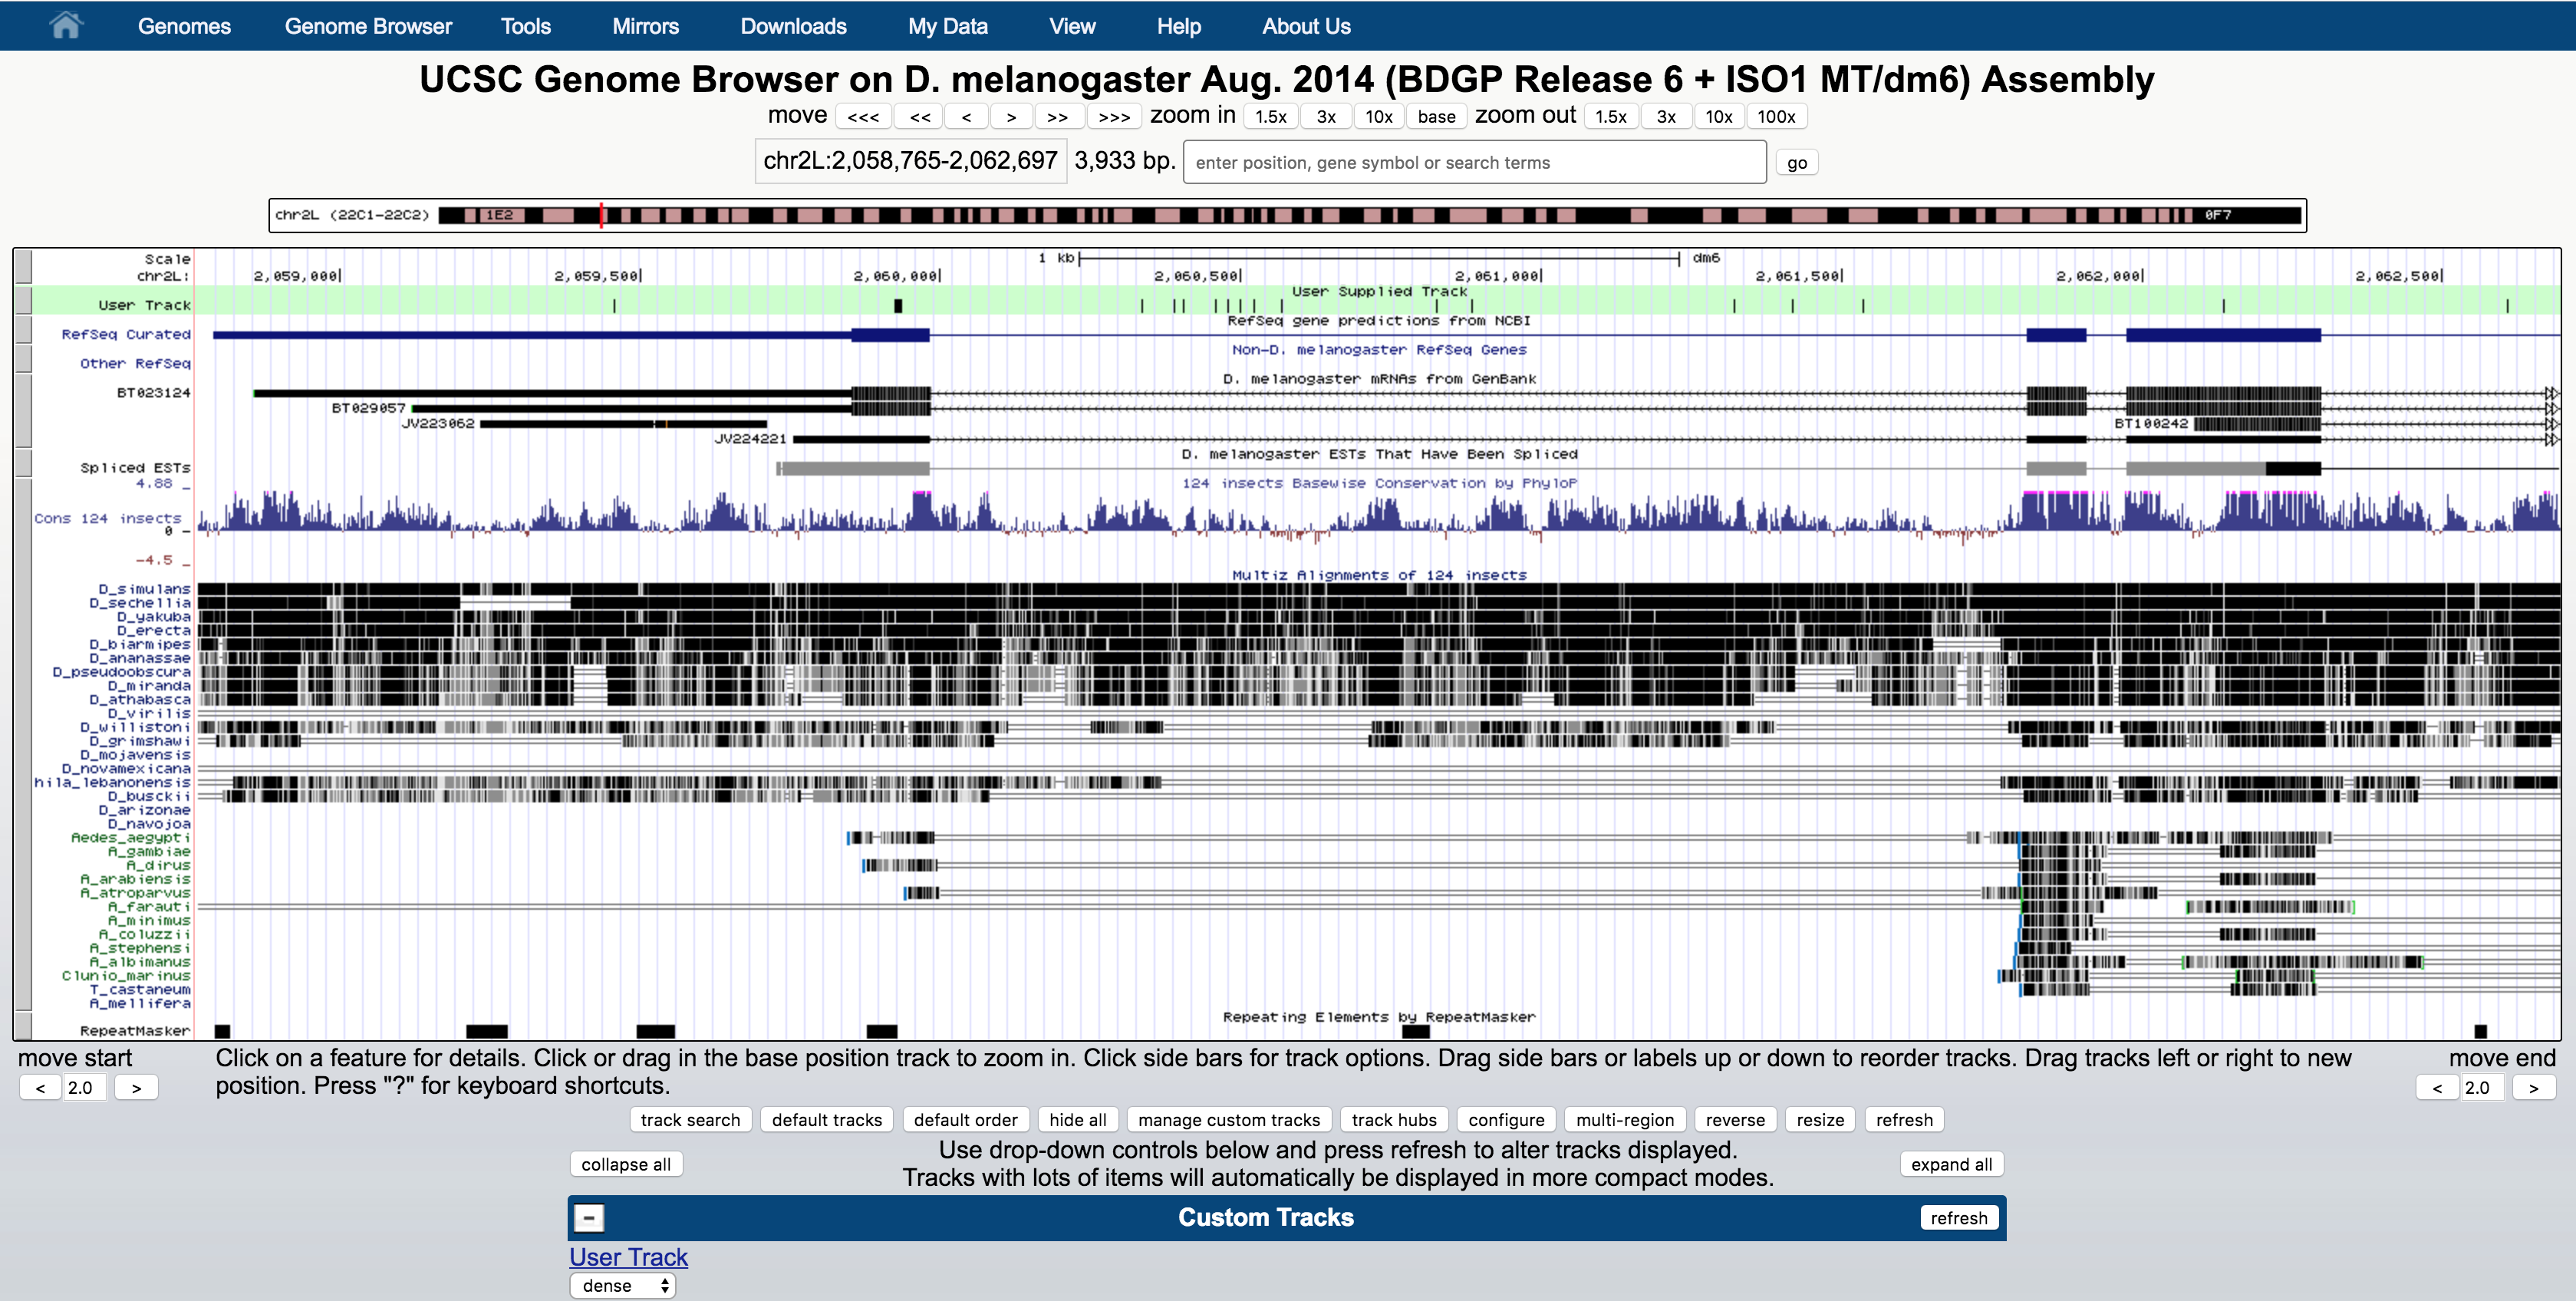 Genomes Genome Browser Tools Mirrors Downloads My Data View Help About Us
UCSC Genome Browser on D. melanogaster Aug. 2014 (BDGP Release 6 + ISO1 MT/dm6) Assembly
move <<< << < > >> >>> zoom in 1.5x 3x 10x base zoom out 1.5x 3x 10x 100x
chr2L:2,058,765-2,062,697 3,933 bp. enter position, gene symbol or search terms go
chr2L (22C1-22C2) 1E2 0F7
Scale 1 kb dm6
chr2L: 2,059,000 2,059,500 2,060,000 2,060,500 2,061,000 2,061,500 2,062,000 2,062,500
User Supplied Track
User Track
RefSeq gene predictions from NCBI
RefSeq Curated
Non-D. melanogaster RefSeq Genes
Other RefSeq
D. melanogaster mRNAs from GenBank
BT023124
BT029057
JV223062 BT100242
JV224221
D. melanogaster ESTs That Have Been Spliced
Spliced ESTs
4.88 _ 124 insects Basewise Conservation by PhyloP
Cons 124 insects
0 -
-4.5 _
Multiz Alignments of 124 insects
D_simulans
D_sechellia
D_yakuba
D_erecta
D_biarmipes
D_ananassae
D_pseudoobscura
D_miranda
D_athabasca
D_virilis
D_willistoni
D_grimshawi
D_mojavensis
D_novamexicana
hila_lebanonensis
D_busckii
D_arizonae
D_navojoa
Aedes_aegypti
A_gambiae
A_dirus
A_arabiensis
A_atroparvus
A_farauti
A_minimus
A_coluzzii
A_stephensi
A_albimanus
Clunio_marinus
T_castaneum
A_mellifera
Repeating Elements by RepeatMasker
RepeatMasker
move start Click on a feature for details. Click or drag in the base position track to zoom in. Click side bars for track options. Drag side bars or labels up or down to reorder tracks. Drag tracks left or right to new move end
< 2.0 > position. Press "?" for keyboard shortcuts. < 2.0 >
track search default tracks default order hide all manage custom tracks track hubs configure multi-region reverse resize refresh
Use drop-down controls below and press refresh to alter tracks displayed.
collapse all expand all
Tracks with lots of items will automatically be displayed in more compact modes.
- Custom Tracks refresh
User Track
dense